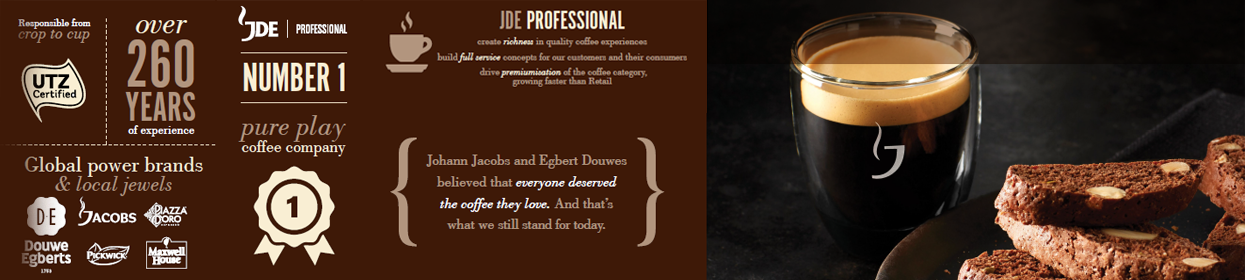 Responsible from
crop to cup
UTZ
Certified
over
260
YEARS
of experience
Global power brands
& local jewels
D·E
JACOBS
PIAZZA
D'ORO
Douwe
Egberts
1753
PICKWICK
Maxwell
House
JDE | PROFESSIONAL
NUMBER 1
pure play
coffee company
1
JDE PROFESSIONAL
create richness in quality coffee experiences
build full service concepts for our customers and their consumers
drive premiumisation of the coffee category,
growing faster than Retail
{ Johann Jacobs and Egbert Douwes
believed that everyone deserved
the coffee they love. And that's
what we still stand for today. }
J